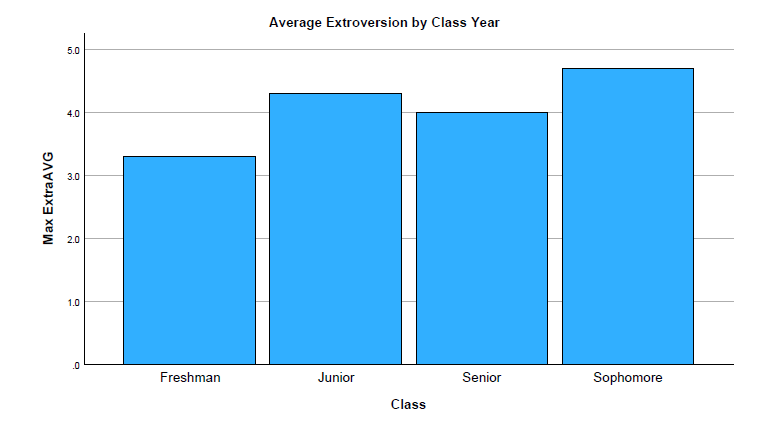 Average Extroversion by Class Year
Max ExtraAVG
5.0
4.0
3.0
2.0
1.0
.0
Freshman Junior Senior Sophomore
Class